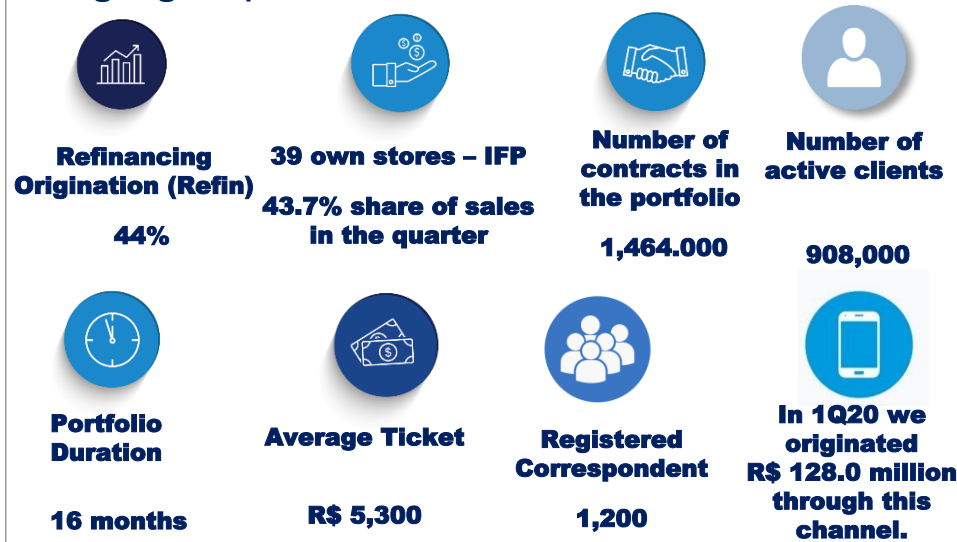 Refinancing
Origination (Refin)
44%
39 own stores – IFP
43.7% share of sales
in the quarter
Number of
contracts in
the portfolio
1,464.000
Number of
active clients
908,000
Portfolio
Duration
16 months
Average Ticket
R$ 5,300
Registered
Correspondent
1,200
In 1Q20 we
originated
R$ 128.0 million
through this
channel.